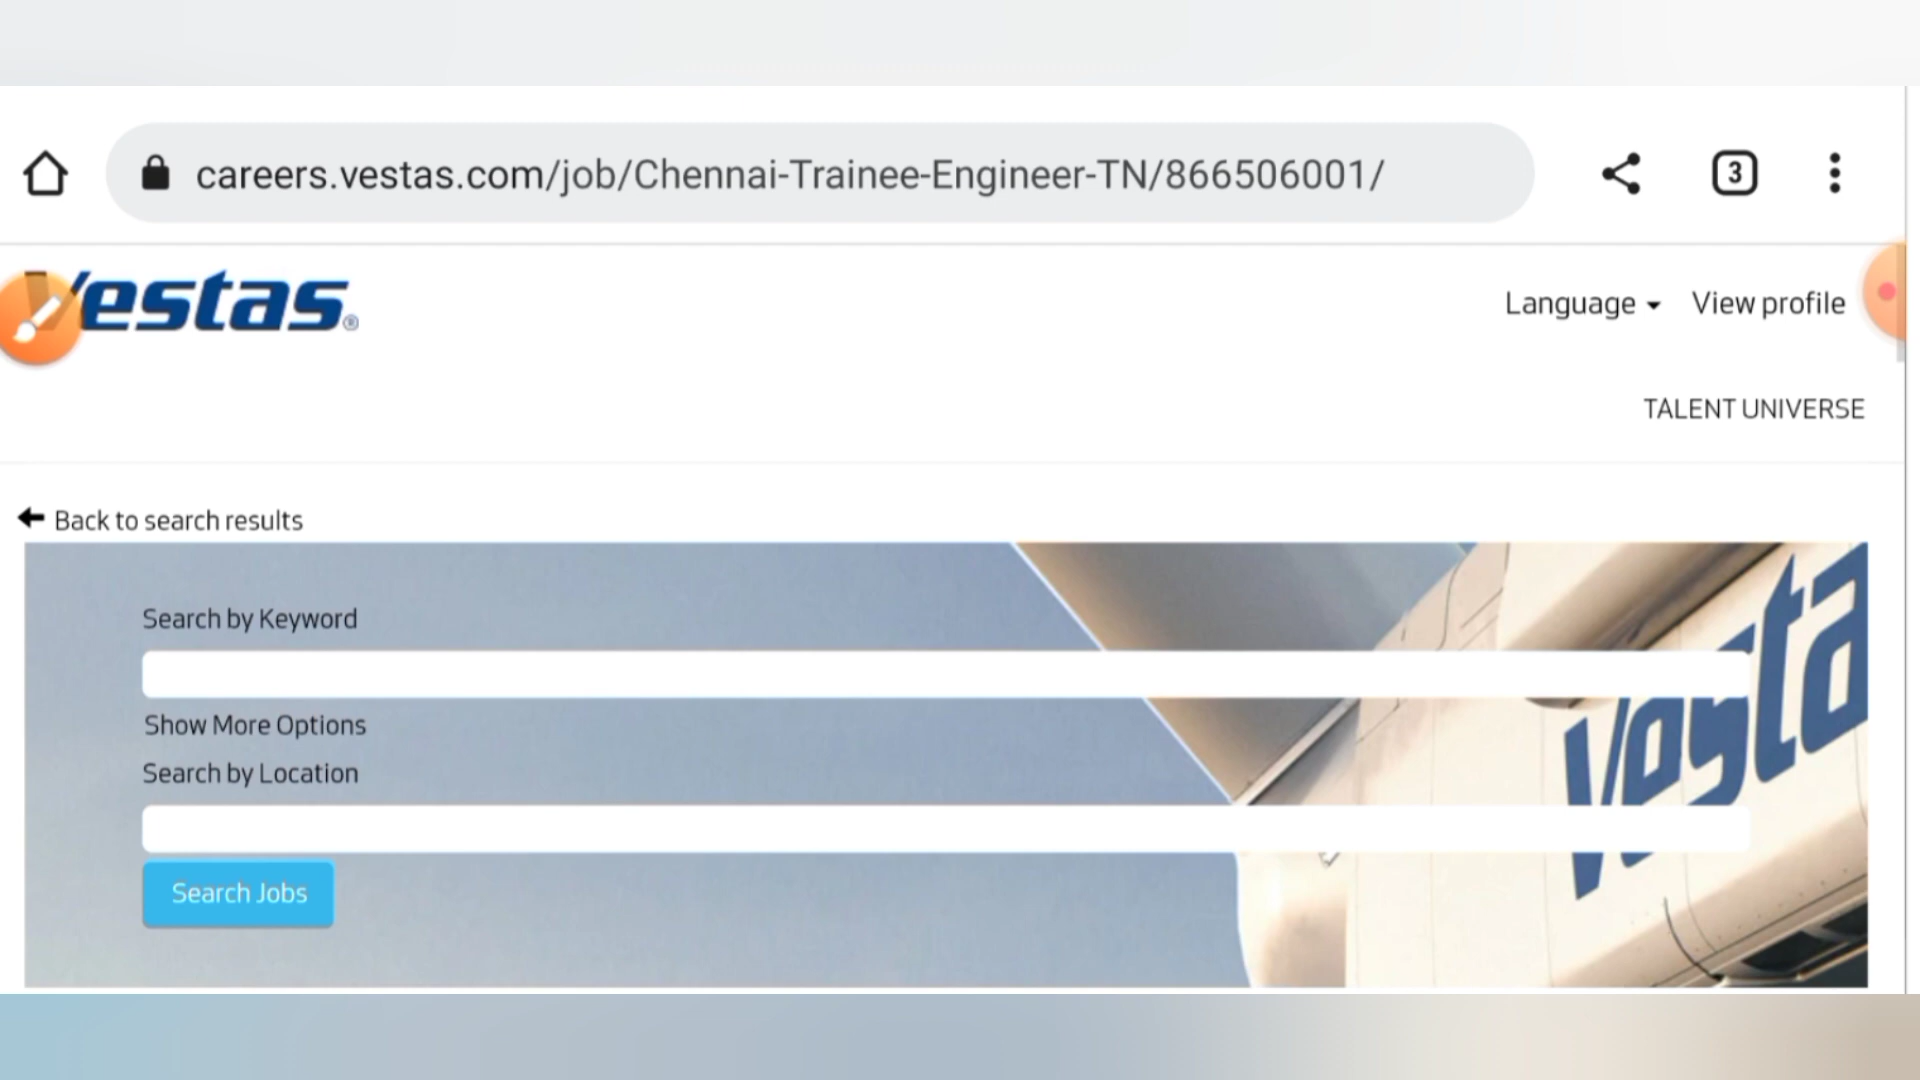 careers.vestas.com/job/Chennai-Trainee-Engineer-TN/866506001/
3
Vestas®
Language
View profile
TALENT UNIVERSE
Back to search results
Search by Keyword
Show More Options
Search by Location
Search Jobs
Vesta